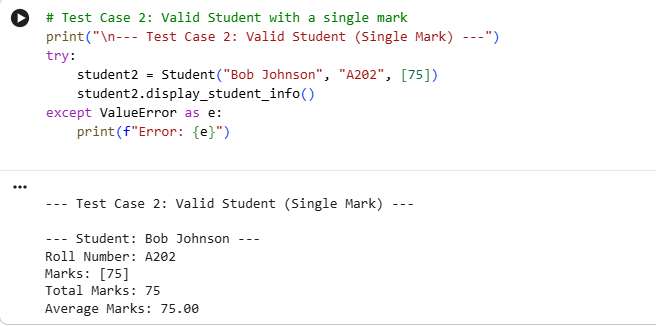 # Test Case 2: Valid Student with a single mark
print("\n--- Test Case 2: Valid Student (Single Mark) ---")
try:
    student2 = Student("Bob Johnson", "A202", [75])
    student2.display_student_info()
except ValueError as e:
    print(f"Error: {e}")
--- Test Case 2: Valid Student (Single Mark) ---
--- Student: Bob Johnson ---
Roll Number: A202
Marks: [75]
Total Marks: 75
Average Marks: 75.00